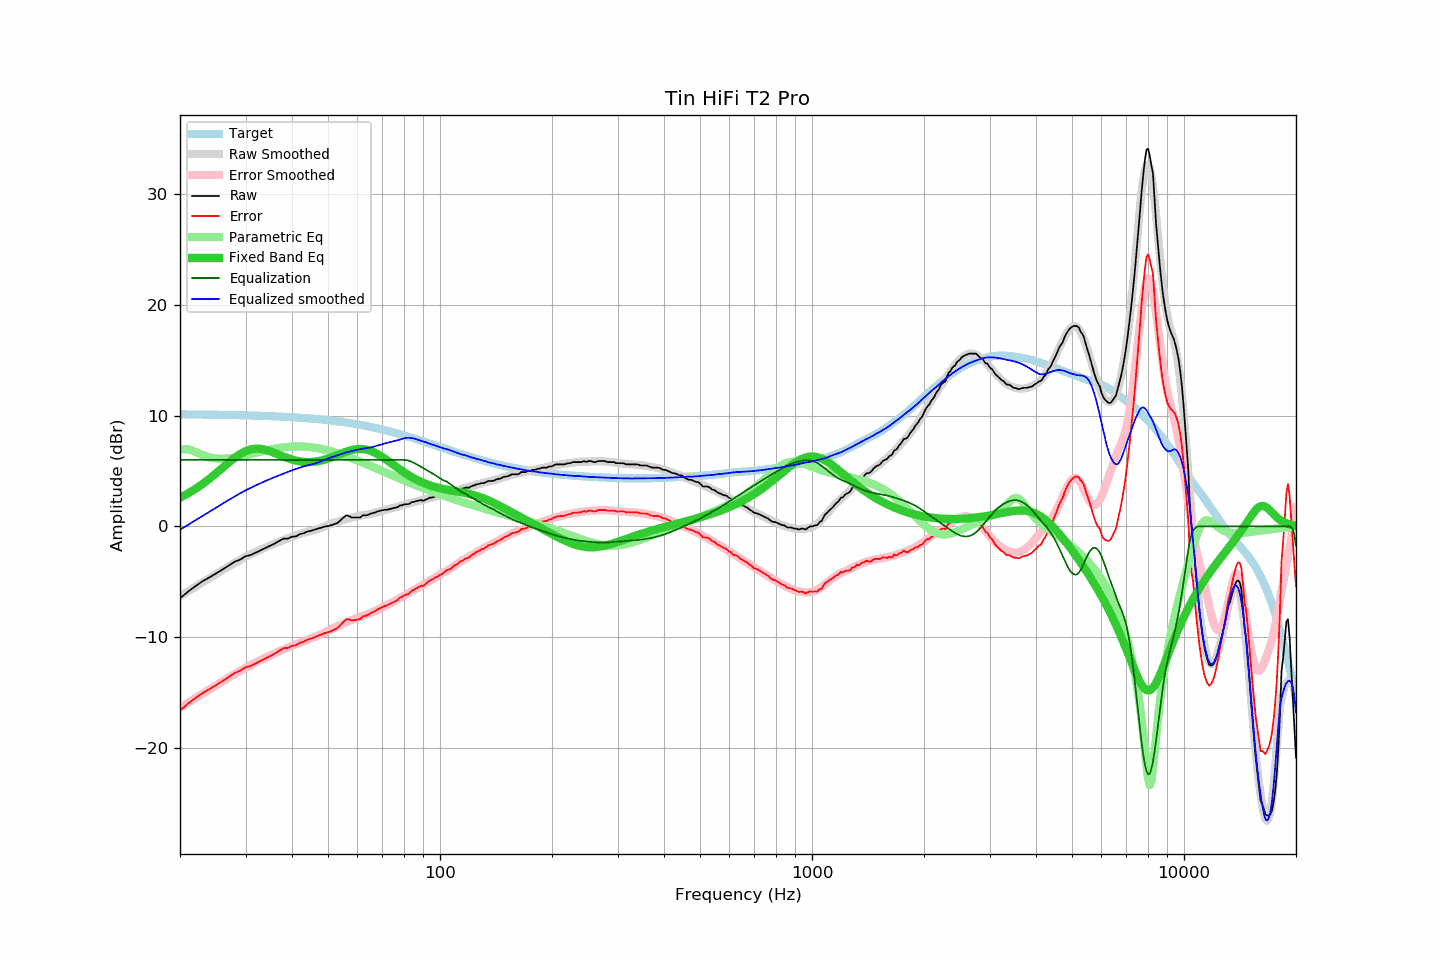 Tin HiFi T2 Pro
Target
Raw Smoothed
Error Smoothed
Raw
Error
Parametric Eq
Fixed Band Eq
Equalization
Equalized smoothed
Amplitude (dBr)
30
20
10
0
−10
−20
100
1000
10000
Frequency (Hz)